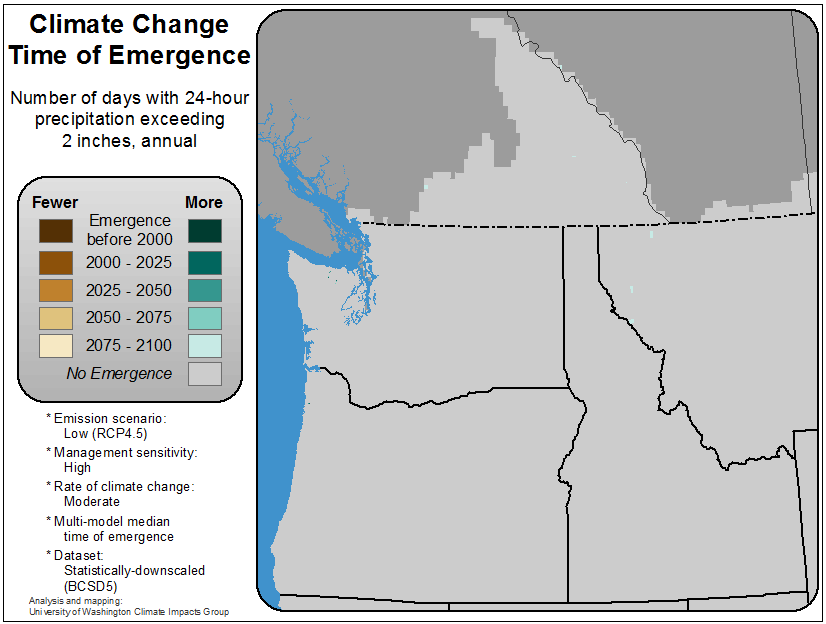 Climate Change
Time of Emergence
Number of days with 24-hour
precipitation exceeding
2 inches, annual
Fewer More
Emergence
before 2000
2000 - 2025
2025 - 2050
2050 - 2075
2075 - 2100
No Emergence
* Emission scenario:
Low (RCP4.5)
* Management sensitivity:
High
* Rate of climate change:
Moderate
* Multi-model median
time of emergence
* Dataset:
Statistically-downscaled
(BCSD5)
Analysis and mapping:
University of Washington Climate Impacts Group